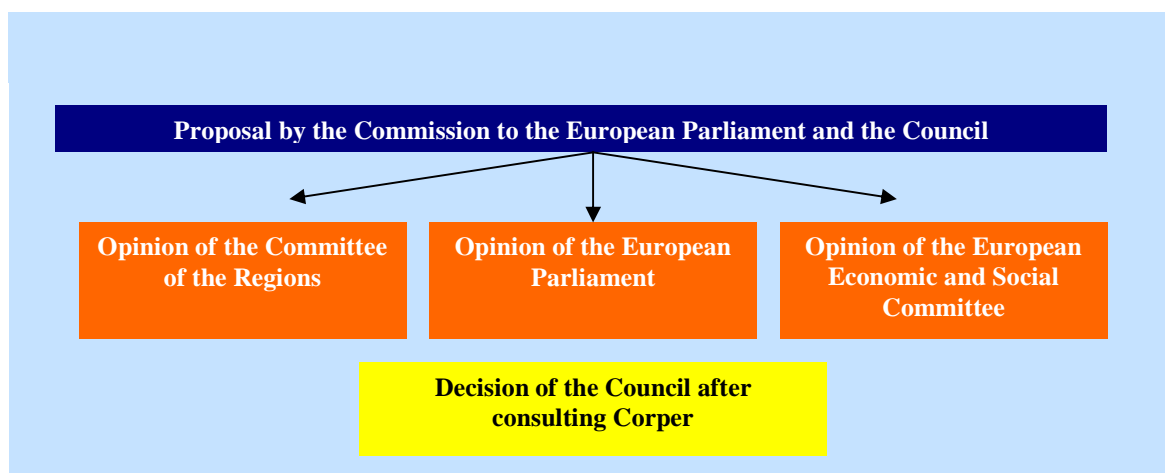 Proposal by the Commission to the European Parliament and the Council
Opinion of the Committee
of the Regions
Opinion of the European
Parliament
Opinion of the European
Economic and Social
Committee
Decision of the Council after
consulting Corper